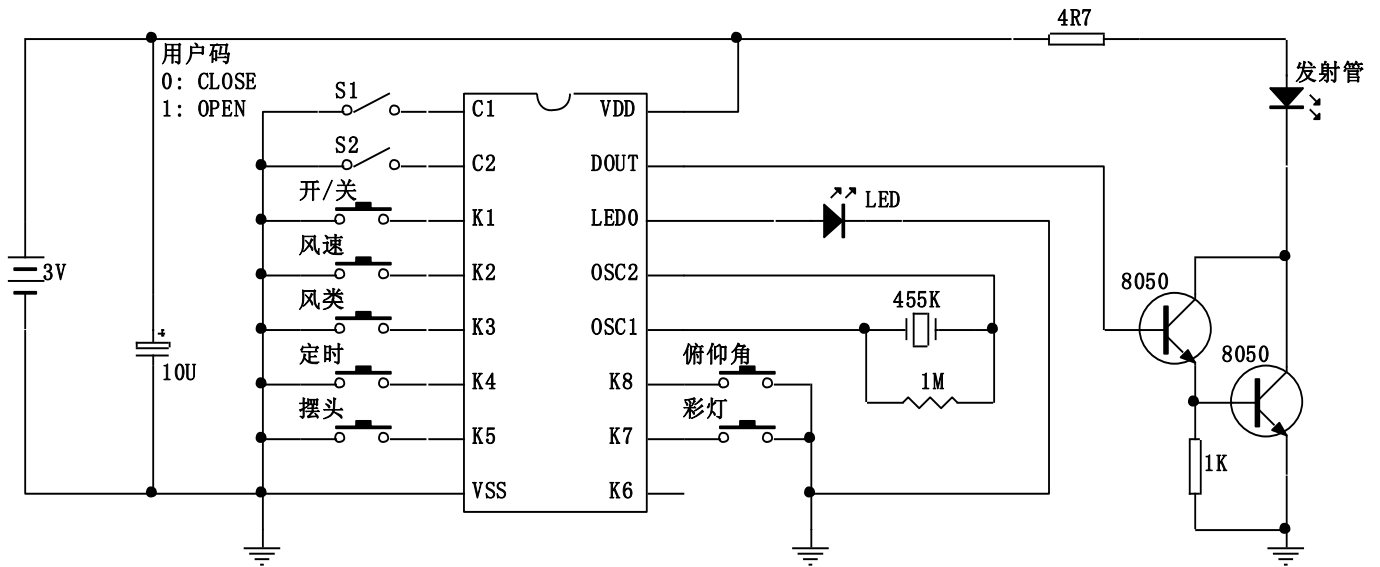 4R7
用户码
0: CLOSE
1: OPEN
发射管
S1
C1
VDD
S2
C2
DOUT
开/关
K1
LED0
LED
风速
3V
K2
OSC2
8050
风类
K3
OSC1
455K
10U
定时
K4
K8
俯仰角
1M
8050
摆头
K5
K7
彩灯
VSS
K6
1K